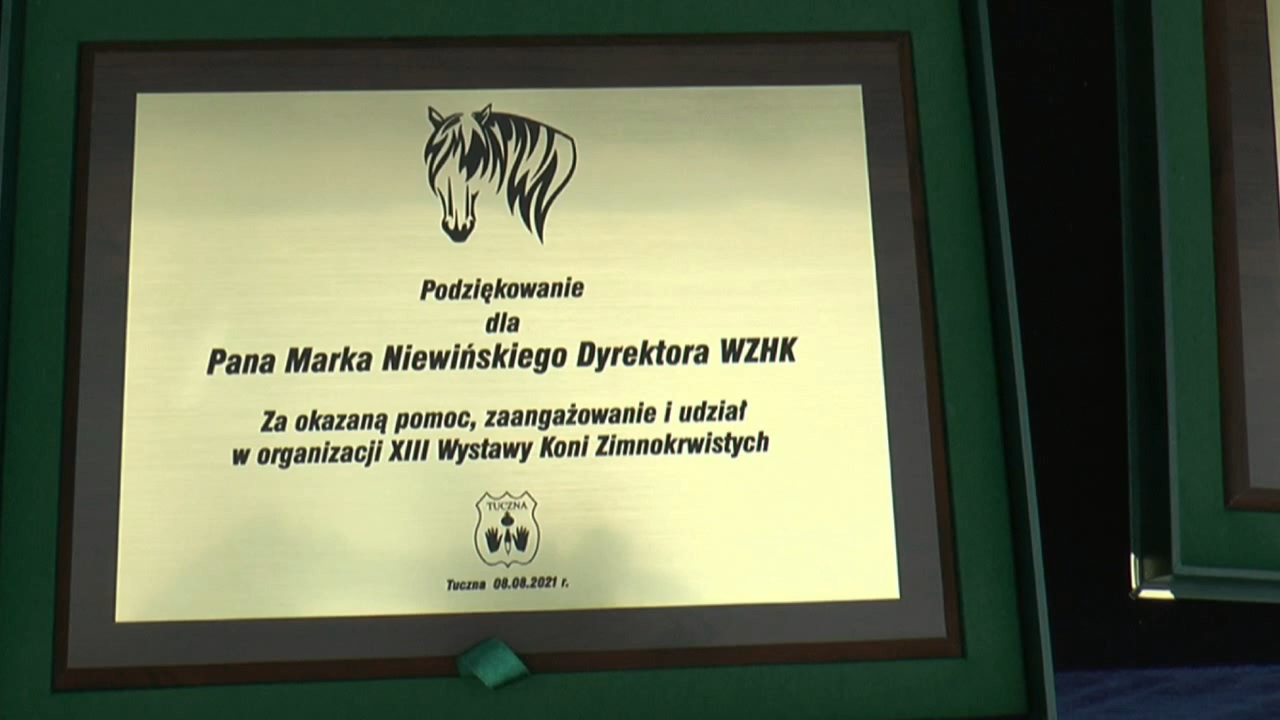 Podziękowanie
dla
Pana Marka Niewińskiego Dyrektora WZHK
Za okazaną pomoc, zaangażowanie i udział
w organizacji XIII Wystawy Koni Zimnokrwistych
TUCZNA
Tuczna 08.08.2021 r.